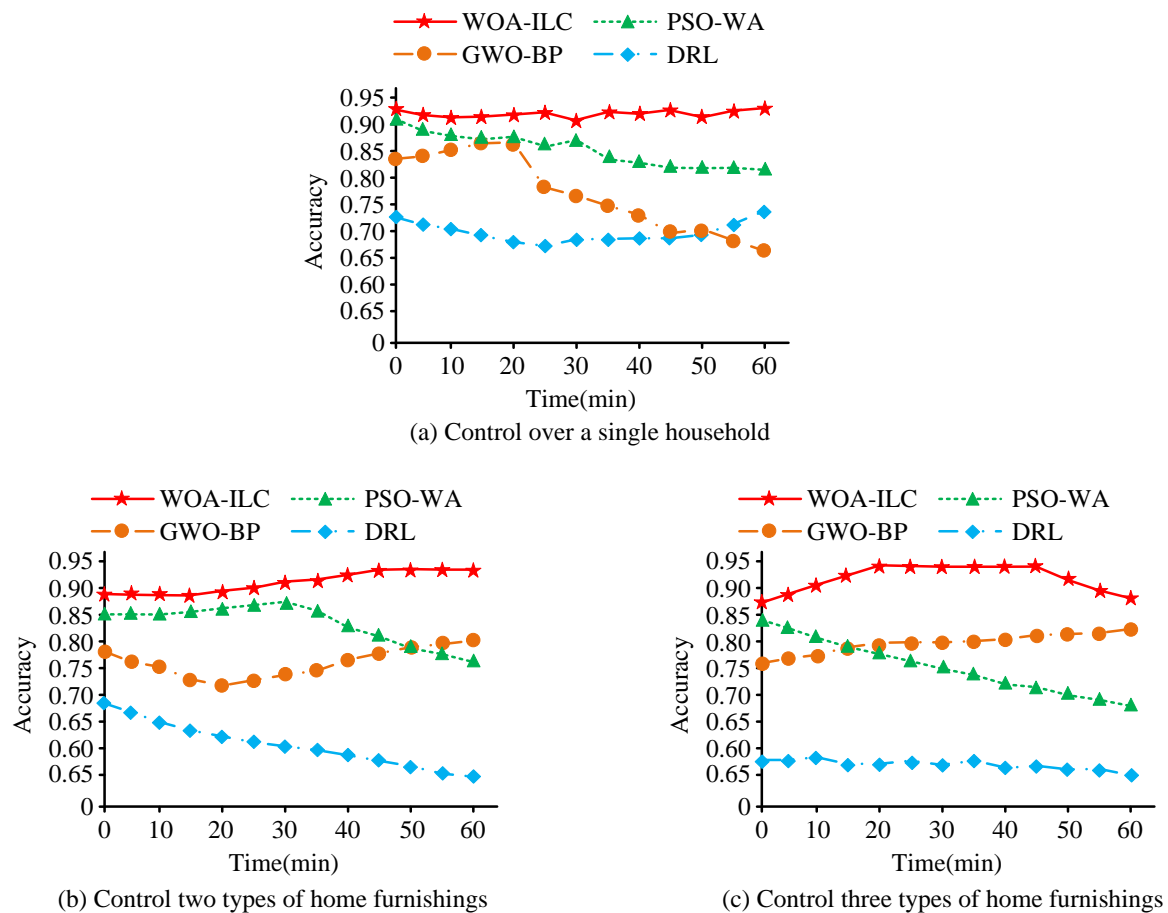 WOA-ILC PSO-WA
GWO-BP DRL
0.95
0.90
0.85
0.80
0.75
0.70
0.65
0.60
0.65
0
Accuracy
0 10 20 30 40 50 60
Time(min)
(a) Control over a single household
WOA-ILC PSO-WA
GWO-BP DRL
0.95
0.90
0.85
0.80
0.75
0.70
0.65
0.60
0.65
0
Accuracy
0 10 20 30 40 50 60
Time(min)
(b) Control two types of home furnishings
WOA-ILC PSO-WA
GWO-BP DRL
0.95
0.90
0.85
0.80
0.75
0.70
0.65
0.60
0.65
0
Accuracy
0 10 20 30 40 50 60
Time(min)
(c) Control three types of home furnishings